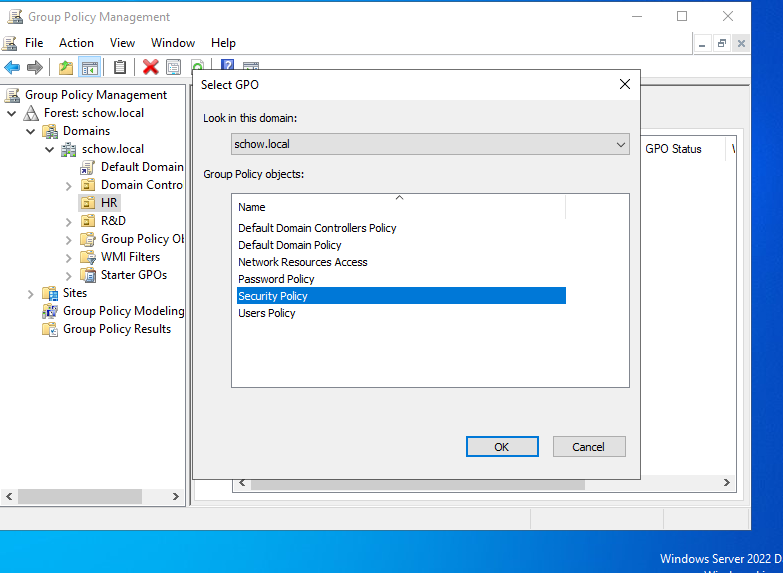 Group Policy Management
File Action View Window Help
Select GPO
Group Policy Management
Forest: schow.local
Domains
schow.local
Default Domain
Domain Contro
HR
R&D
Group Policy Ob
WMI Filters
Starter GPOs
Sites
Group Policy Modeling
Group Policy Results
Look in this domain:
schow.local
Group Policy objects:
Name
Default Domain Controllers Policy
Default Domain Policy
Network Resources Access
Password Policy
Security Policy
Users Policy
OK Cancel
GPO Status
Windows Server 2022 D